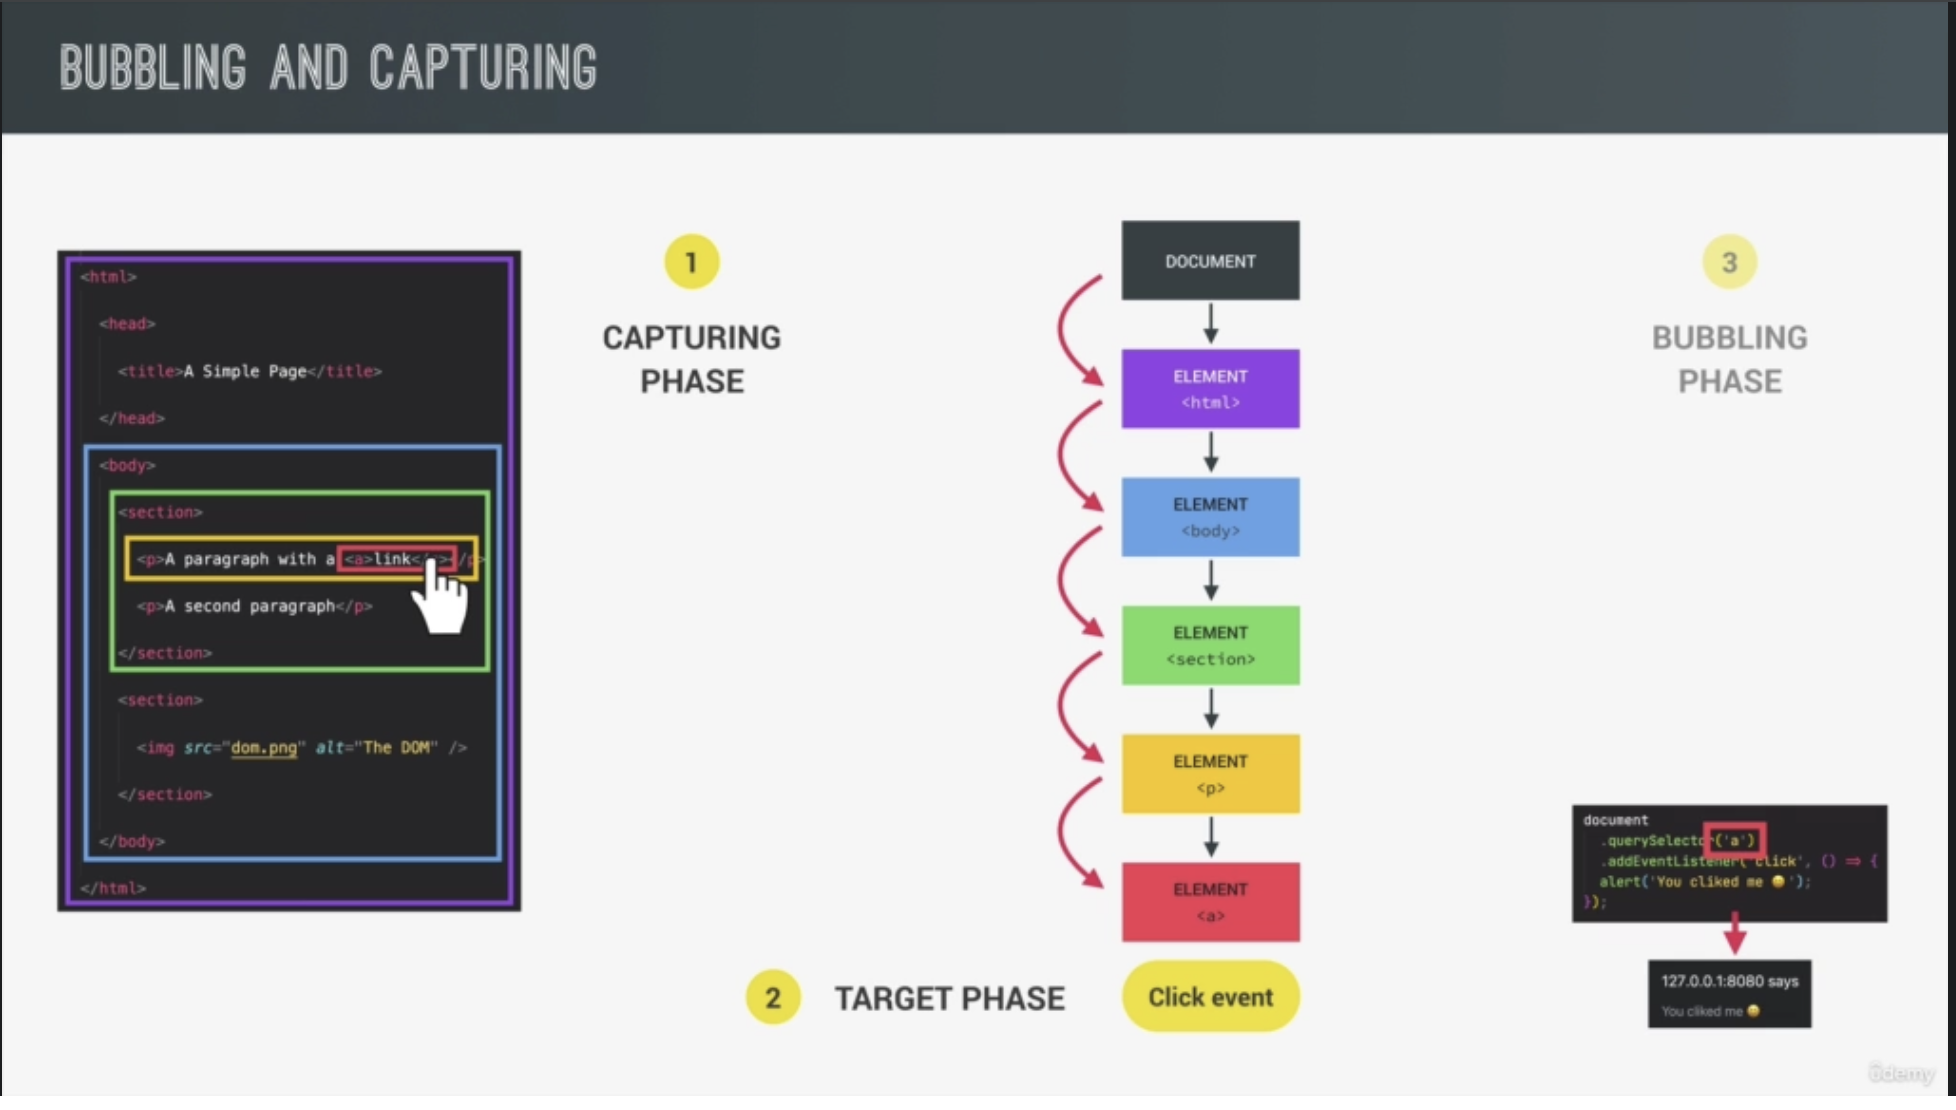 BUBBLING AND CAPTURING
<html>
<head>
<title>A Simple Page</title>
</head>
<body>
<section>
<p>A paragraph with a <a>link</p>
<p>A second paragraph</p>
</section>
<section>
<img src="dom.png" alt="The DOM" />
</section>
</body>
</html>
1
CAPTURING
PHASE
DOCUMENT
ELEMENT
<html>
ELEMENT
<body>
ELEMENT
<section>
ELEMENT
<p>
ELEMENT
<a>
2
TARGET PHASE
Click event
3
BUBBLING
PHASE
document
.querySelector('a')
.addEventListener('click', () => {
alert('You cliked me 😀');
});
127.0.0.1:8080 says
You cliked me 😀
ûdemy